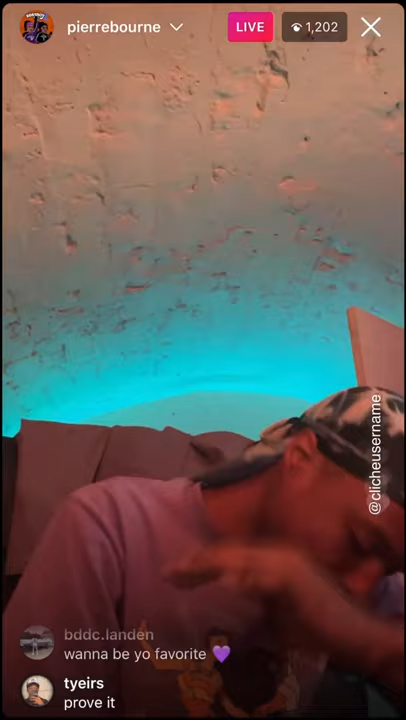 pierrebourne
LIVE
1,202
@clicheusername
bddc.landen
wanna be yo favorite 💜
tyeirs
prove it